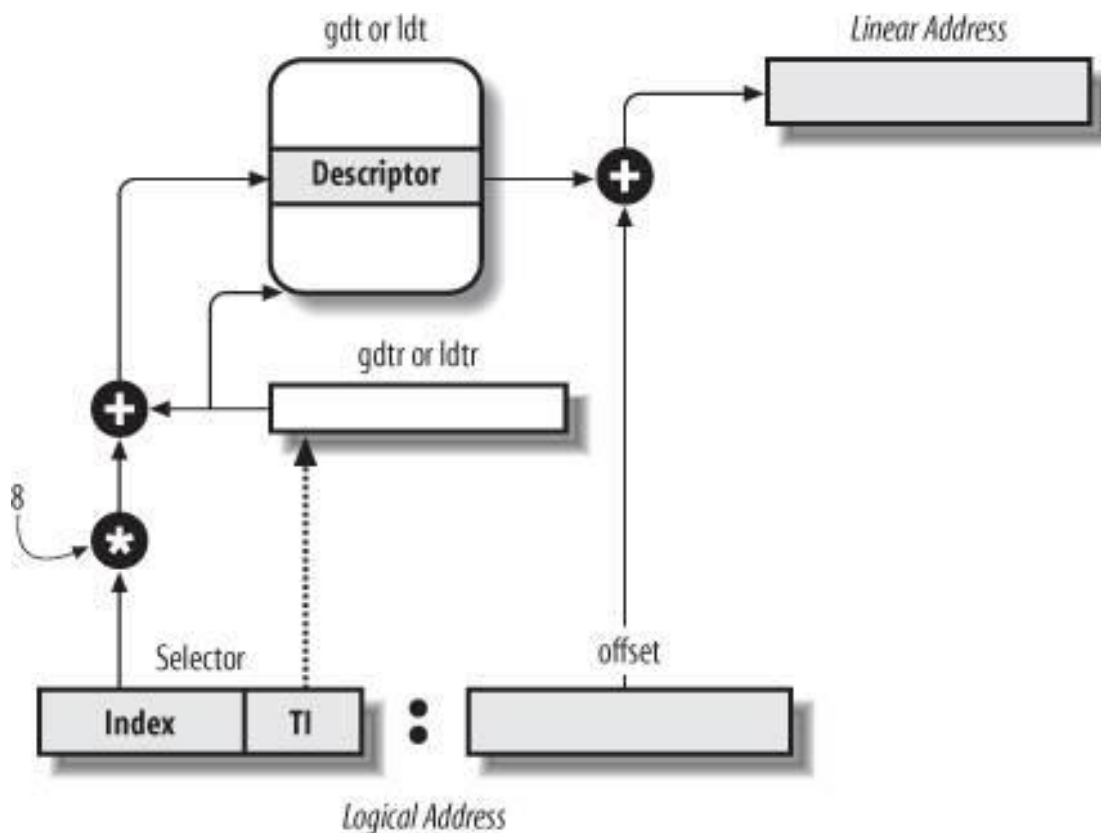 gdt or ldt
Linear Address
Descriptor
+
gdtr or ldtr
+
8
*
Selector
offset
Index
TI
:
Logical Address